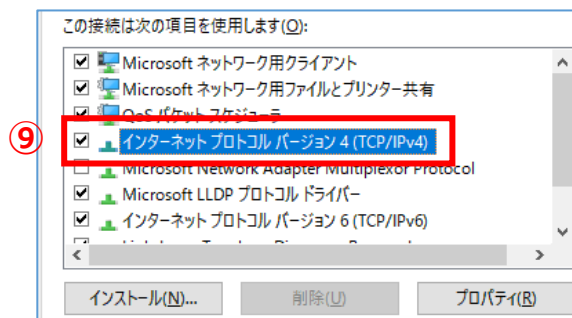 この接続は次の項目を使用します(O):
Microsoft ネットワーク用クライアント
Microsoft ネットワーク用ファイルとプリンター共有
QoS パケット スケジューラ
⑨ インターネット プロトコル バージョン 4 (TCP/IPv4)
Microsoft Network Adapter Multiplexor Protocol
Microsoft LLDP プロトコル ドライバー
インターネット プロトコル バージョン 6 (TCP/IPv6)
インストール(N)... 削除(U) プロパティ(R)